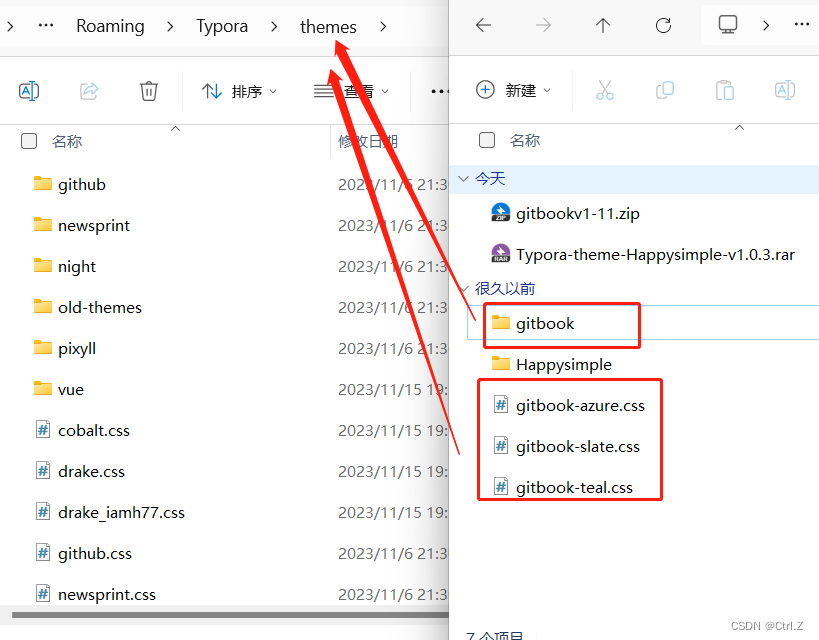 Roaming > Typora > themes >
排序
查看
名称
修改日期
github 2023/11/6 21:3
newsprint 2023/11/6 21:3
night 2023/11/6 21:3
old-themes 2023/11/6 21:3
pixyll 2023/11/6 21:3
vue 2023/11/15 19:
cobalt.css 2023/11/15 19:
drake.css 2023/11/15 19:
drake_iamh77.css 2023/11/15 19:
github.css 2023/11/6 21:3
newsprint.css 2023/11/6 21:3
新建
名称
今天
gitbookv1-11.zip
Typora-theme-Happysimple-v1.0.3.rar
很久以前
gitbook
Happysimple
gitbook-azure.css
gitbook-slate.css
gitbook-teal.css
7 个项目
CSDN @Ctrl.Z